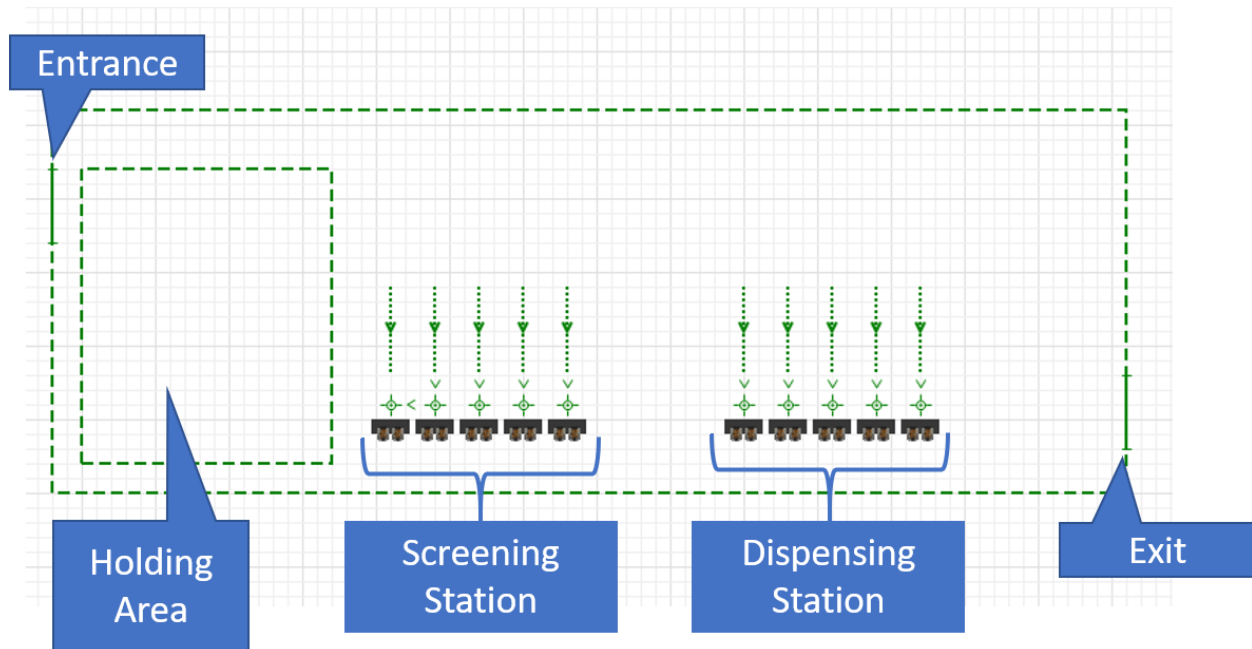 Entrance
Holding
Area
Screening
Station
Dispensing
Station
Exit